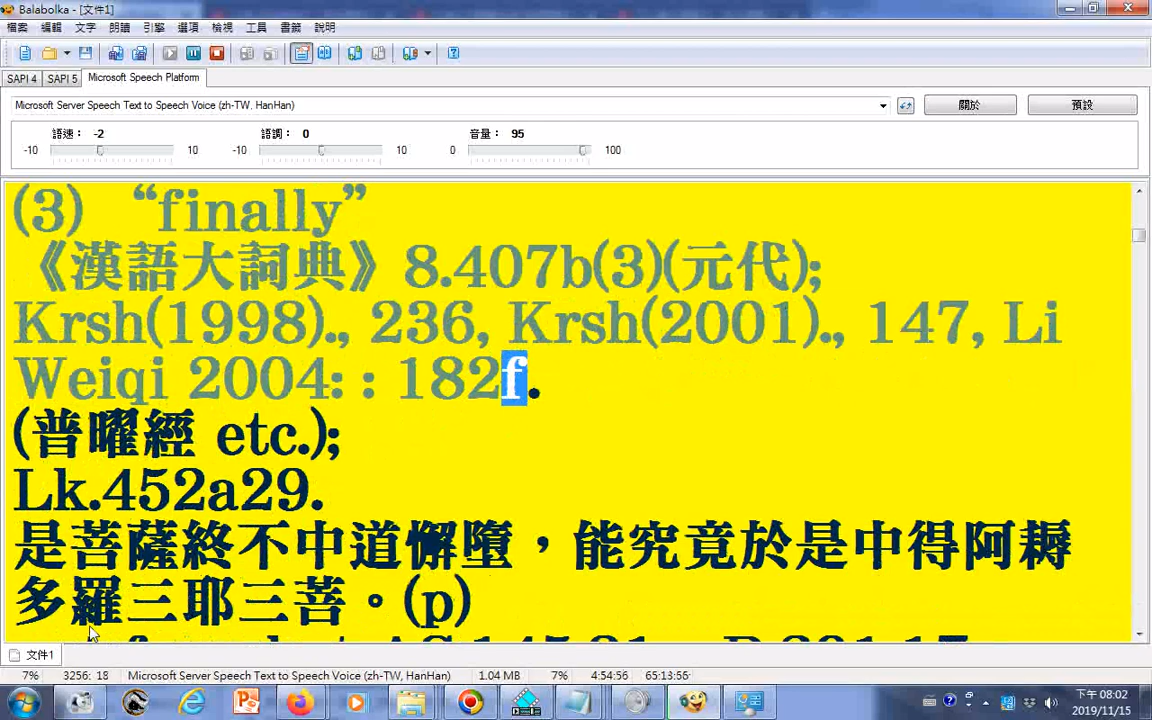 Balabolka - [文件1]
檔案 編輯 文字 朗讀 引擎 選項 檢視 工具 書籤 說明
SAPI 4 SAPI 5 Microsoft Speech Platform
Microsoft Server Speech Text to Speech Voice (zh-TW, HanHan) 關於 預設
語速： -2 語調： 0 音量： 95
-10 10 -10 10 0 100
(3) “finally”
《漢語大詞典》8.407b(3)(元代);
Krsh(1998)., 236, Krsh(2001)., 147, Li
Weiqi 2004: : 182f.
(普曜經 etc.);
Lk.452a29.
是菩薩終不中道懈墮，能究竟於是中得阿耨
多羅三耶三菩。(p)
文件1
7% 3256: 18 Microsoft Server Speech Text to Speech Voice (zh-TW, HanHan) 1.04 MB 7% 4:54:56 65:13:56
下午 08:02
2019/11/15